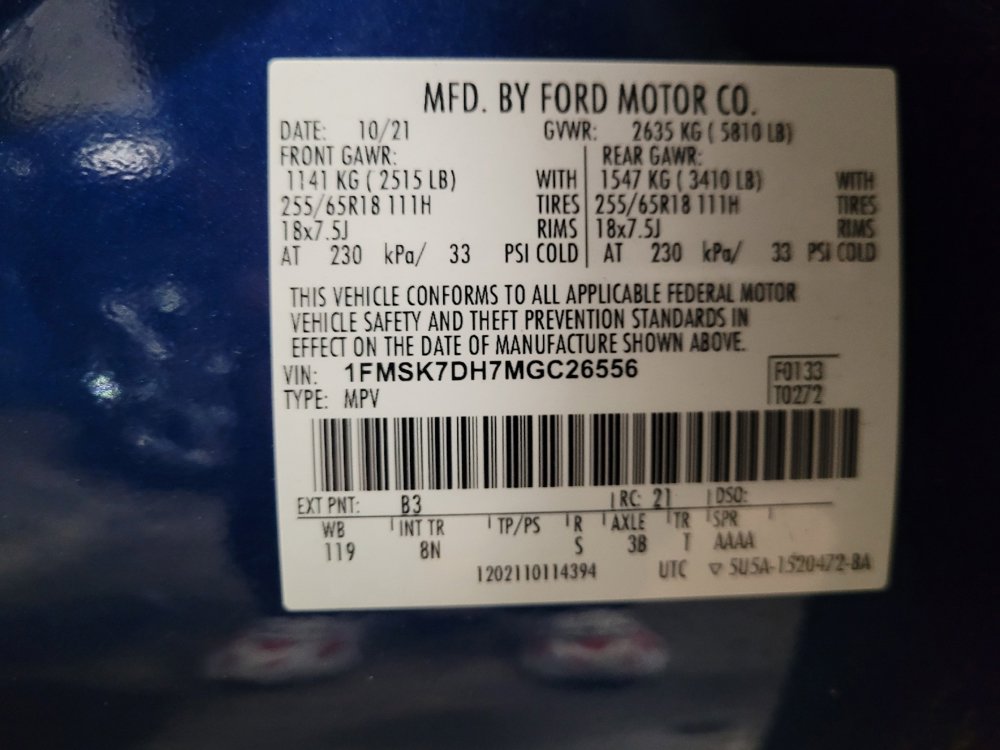 MFD. BY FORD MOTOR CO.
DATE: 10/21 GVWR: 2635 KG ( 5810 LB)
FRONT GAWR: REAR GAWR:
1141 KG ( 2515 LB) WITH 1547 KG ( 3410 LB) WITH
255/65R18 111H TIRES 255/65R18 111H TIRES
18x7.5J RIMS 18x7.5J RIMS
AT 230 kPa/ 33 PSI COLD AT 230 kPa/ 33 PSI COLD
THIS VEHICLE CONFORMS TO ALL APPLICABLE FEDERAL MOTOR
VEHICLE SAFETY AND THEFT PREVENTION STANDARDS IN
EFFECT ON THE DATE OF MANUFACTURE SHOWN ABOVE.
VIN: 1FMSK7DH7MGC26556 F0133
TYPE: MPV T0272
EXT PNT: B3 RC: 21 DSO:
WB INT TR TP/PS R AXLE TR SPR
119 8N S 3B T AAAA
1202110114394 UTC ▽ 5U5A-1520472-BA